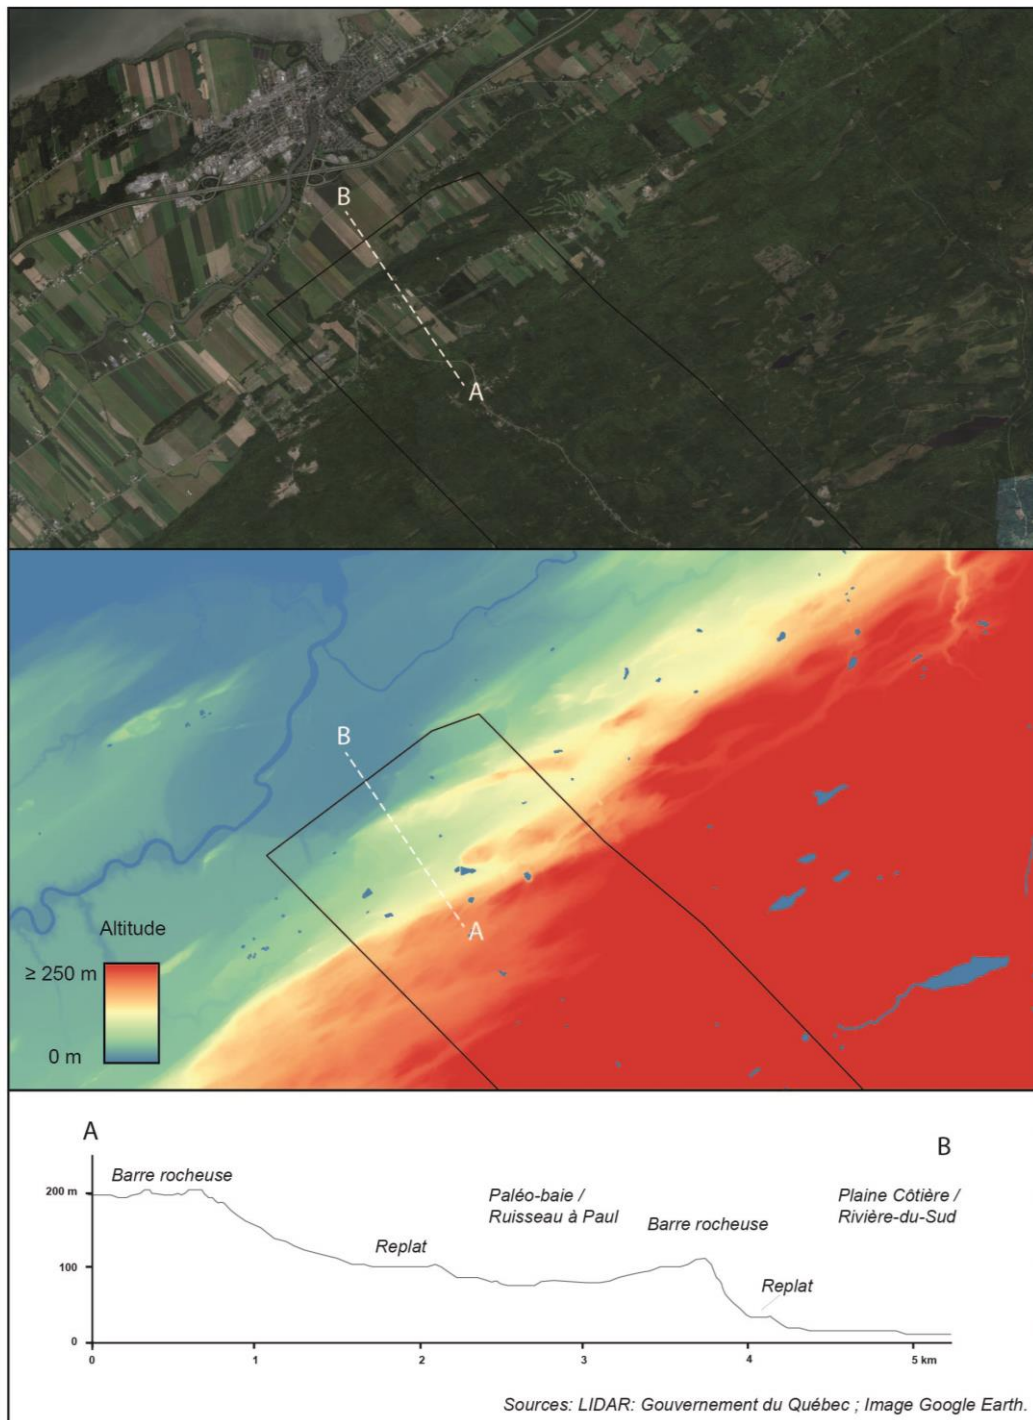 B
A
B
A
Altitude
≥ 250 m
0 m
A
B
Barre rocheuse
200 m
Paléo-baie /
Ruisseau à Paul
Plaine Côtière /
Rivière-du-Sud
Barre rocheuse
Replat
100
Replat
0
0 1 2 3 4 5 km
Sources: LIDAR: Gouvernement du Québec ; Image Google Earth.